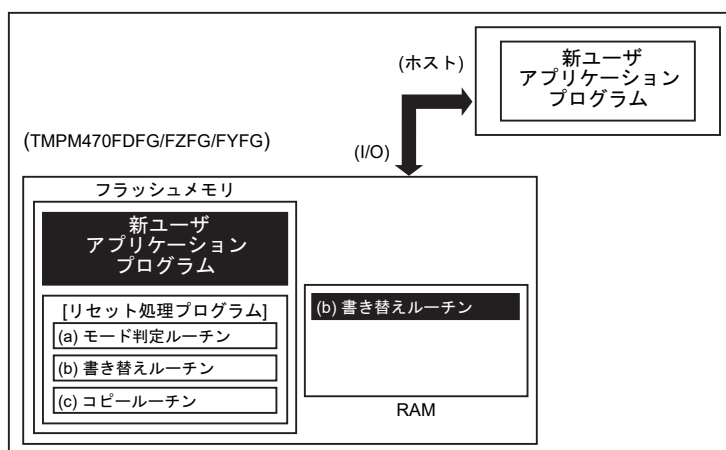 (ホスト)
新ユーザ
アプリケーション
プログラム
(TMPM470FDFG/FZFG/FYFG)
(I/O)
フラッシュメモリ
新ユーザ
アプリケーション
プログラム
[リセット処理プログラム]
(a) モード判定ルーチン
(b) 書き替えルーチン
(c) コピールーチン
(b) 書き替えルーチン
RAM